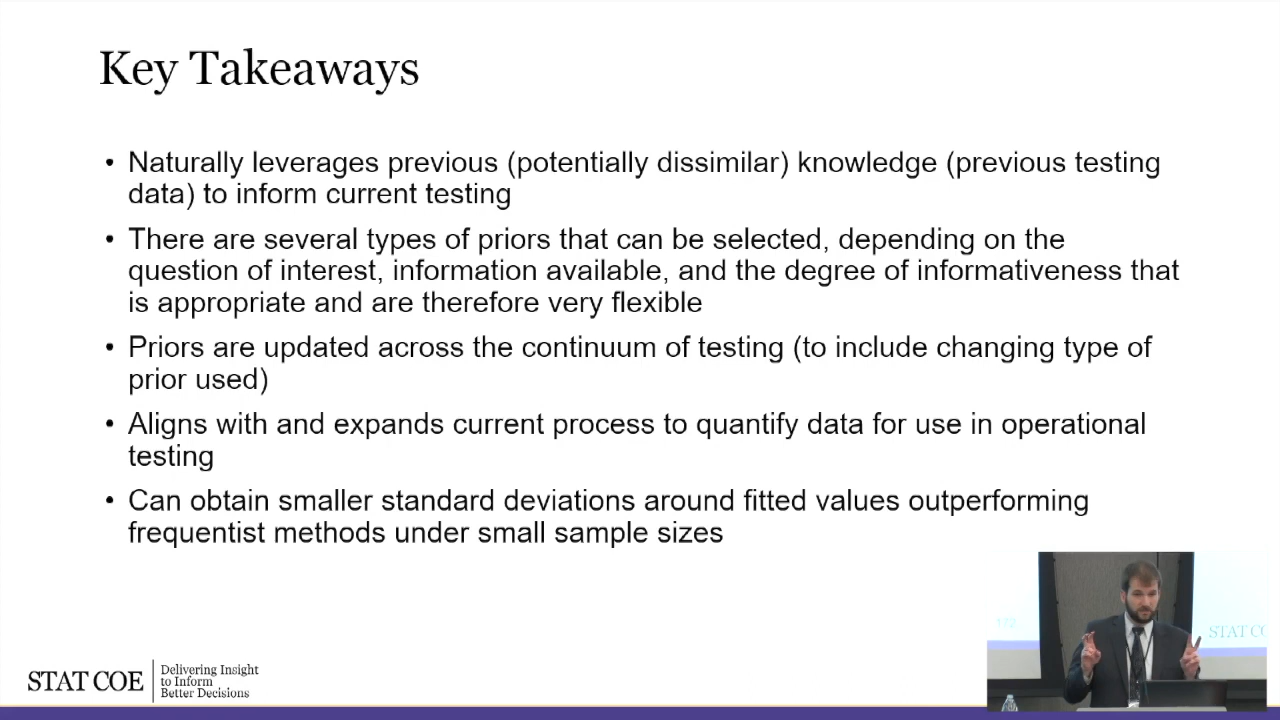 Key Takeaways
• Naturally leverages previous (potentially dissimilar) knowledge (previous testing
data) to inform current testing
• There are several types of priors that can be selected, depending on the
question of interest, information available, and the degree of informativeness that
is appropriate and are therefore very flexible
• Priors are updated across the continuum of testing (to include changing type of
prior used)
• Aligns with and expands current process to quantify data for use in operational
testing
• Can obtain smaller standard deviations around fitted values outperforming
frequentist methods under small sample sizes
STAT CO
STAT COE
Delivering Insight
to Inform
Better Decisions